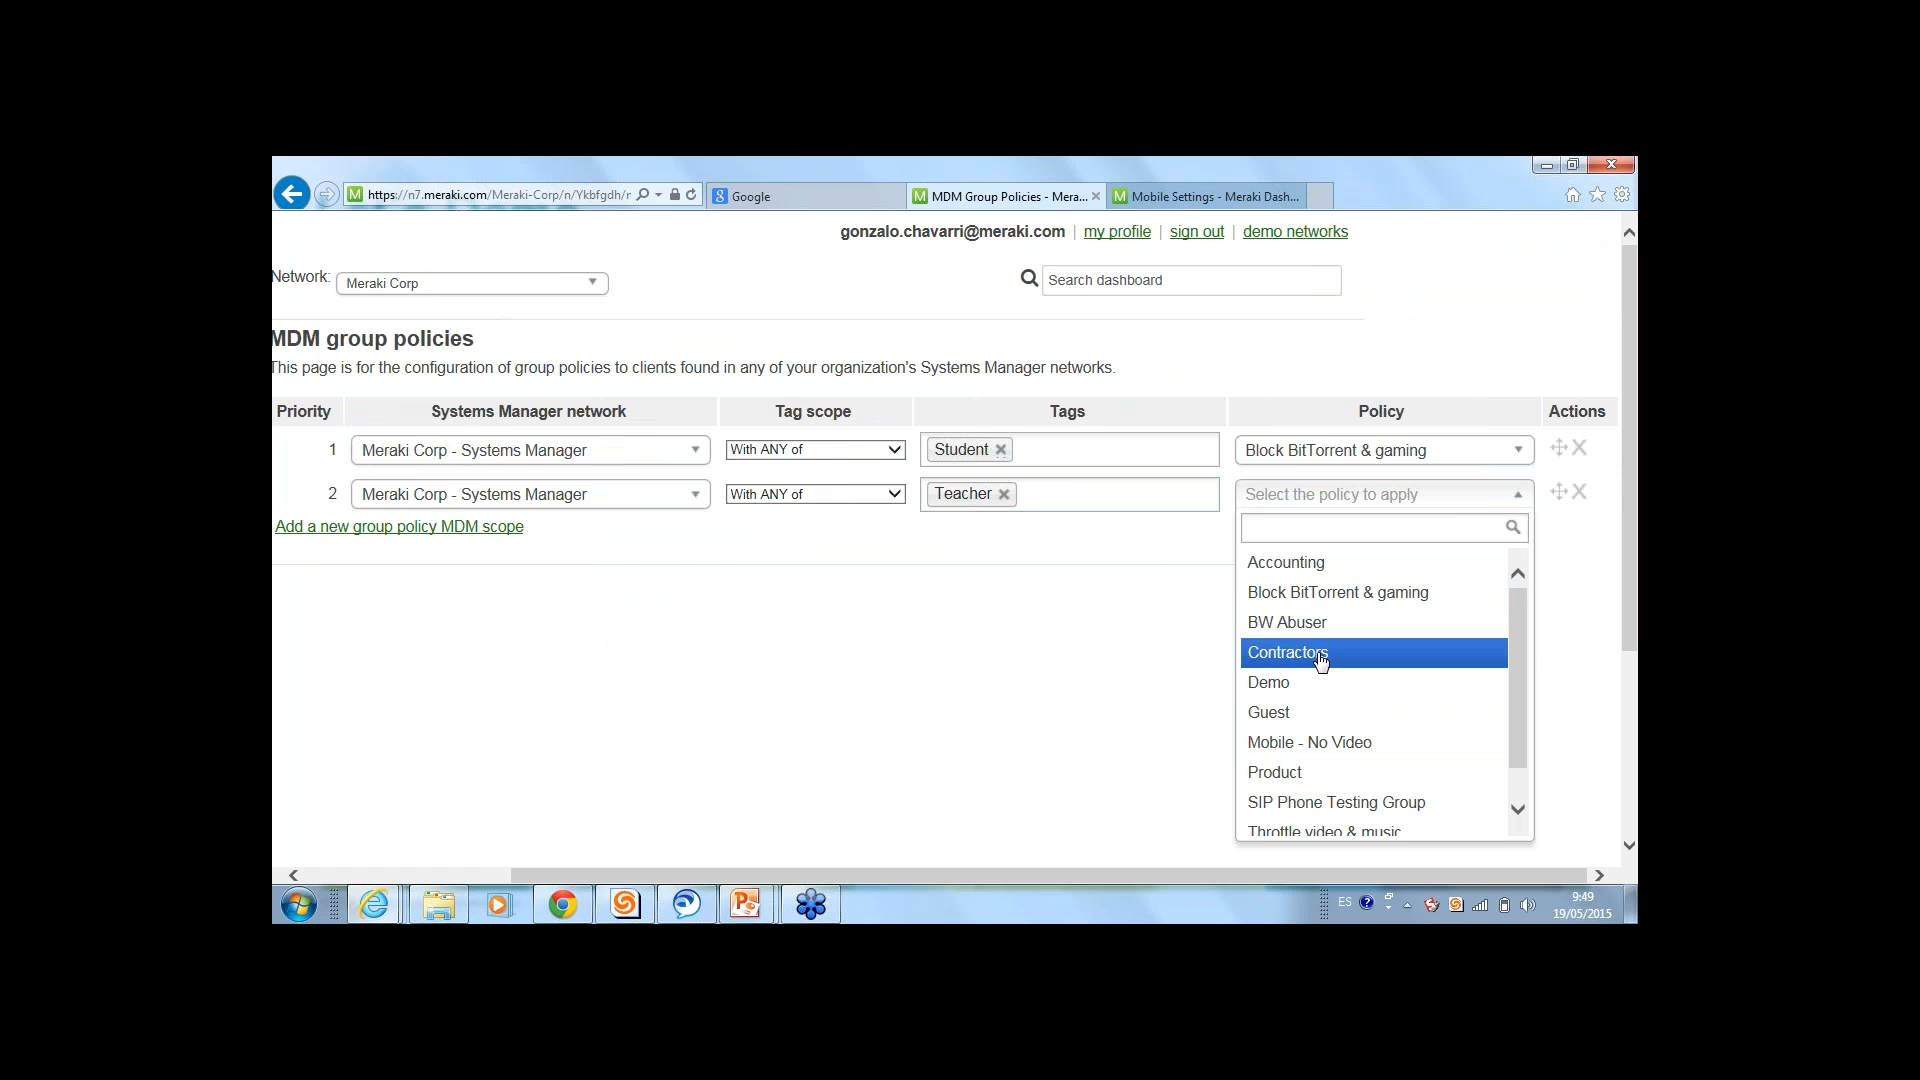 https://n7.meraki.com/Meraki-Corp/n/Ykbfgdh/r
Google
MDM Group Policies - Mera...
Mobile Settings - Meraki Dash...
gonzalo.chavarri@meraki.com | my profile | sign out | demo networks
Network: Meraki Corp
Search dashboard
MDM group policies
This page is for the configuration of group policies to clients found in any of your organization's Systems Manager networks.
Priority Systems Manager network Tag scope Tags Policy Actions
1 Meraki Corp - Systems Manager With ANY of Student Block BitTorrent & gaming
2 Meraki Corp - Systems Manager With ANY of Teacher Select the policy to apply
Add a new group policy MDM scope
Accounting
Block BitTorrent & gaming
BW Abuser
Contractors
Demo
Guest
Mobile - No Video
Product
SIP Phone Testing Group
Throttle video & music
ES
9:49
19/05/2015